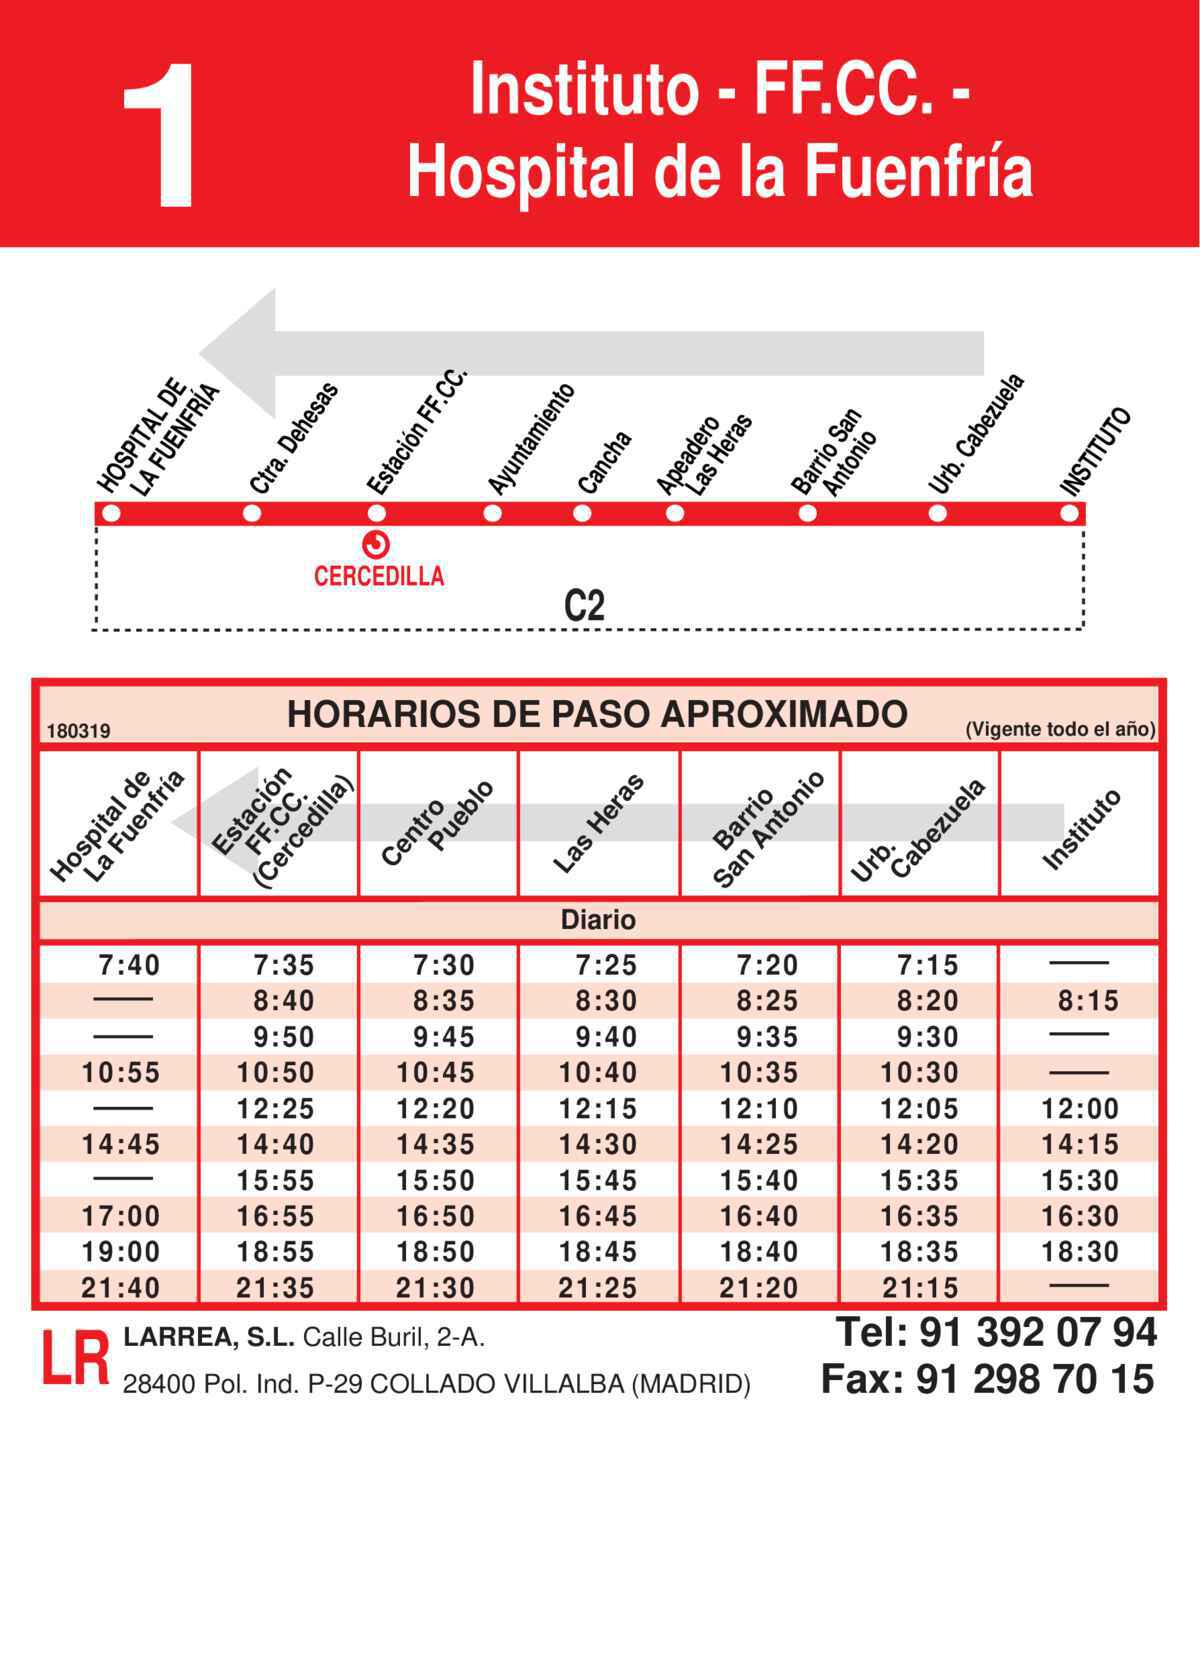 1
Instituto - FF.CC. -
Hospital de la Fuenfría
HOSPITAL DE
LA FUENFRÍA
Ctra. Dehesas
Estación FF.CC.
Ayuntamiento
Cancha
Apeadero
Las Heras
Barrio San
Antonio
Urb. Cabezuela
INSTITUTO
CERCEDILLA
C2
180319
HORARIOS DE PASO APROXIMADO
(Vigente todo el año)
Hospital de
La Fuenfría
Estación
FF.CC.
(Cercedilla)
Centro
Pueblo
Las Heras
Barrio
San Antonio
Urb.
Cabezuela
Instituto
Diario
7:40 7:35 7:30 7:25 7:20 7:15 —
— 8:40 8:35 8:30 8:25 8:20 8:15
— 9:50 9:45 9:40 9:35 9:30 —
10:55 10:50 10:45 10:40 10:35 10:30 —
— 12:25 12:20 12:15 12:10 12:05 12:00
14:45 14:40 14:35 14:30 14:25 14:20 14:15
— 15:55 15:50 15:45 15:40 15:35 15:30
17:00 16:55 16:50 16:45 16:40 16:35 16:30
19:00 18:55 18:50 18:45 18:40 18:35 18:30
21:40 21:35 21:30 21:25 21:20 21:15 —
LR
LARREA, S.L. Calle Buril, 2-A.
28400 Pol. Ind. P-29 COLLADO VILLALBA (MADRID)
Tel: 91 392 07 94
Fax: 91 298 70 15